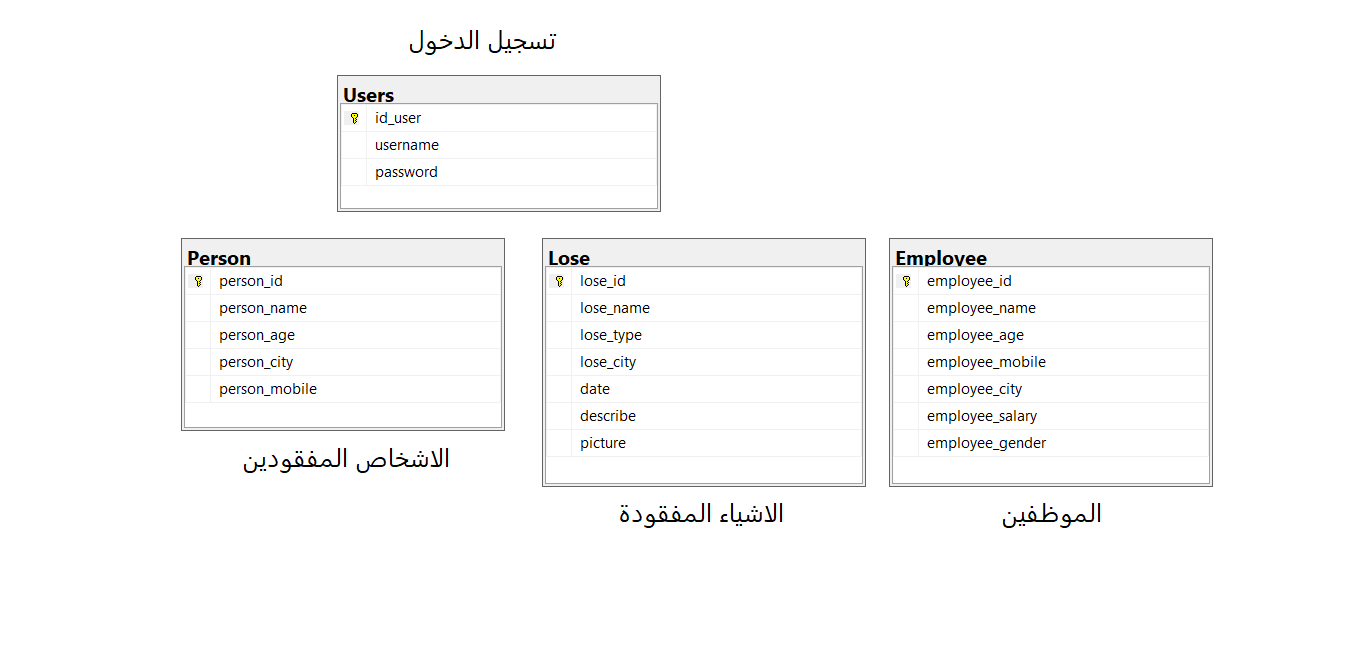 تسجيل الدخول
Users
id_user
username
password
Person
person_id
person_name
person_age
person_city
person_mobile
الاشخاص المفقودين
Lose
lose_id
lose_name
lose_type
lose_city
date
describe
picture
الاشياء المفقودة
Employee
employee_id
employee_name
employee_age
employee_mobile
employee_city
employee_salary
employee_gender
الموظفين